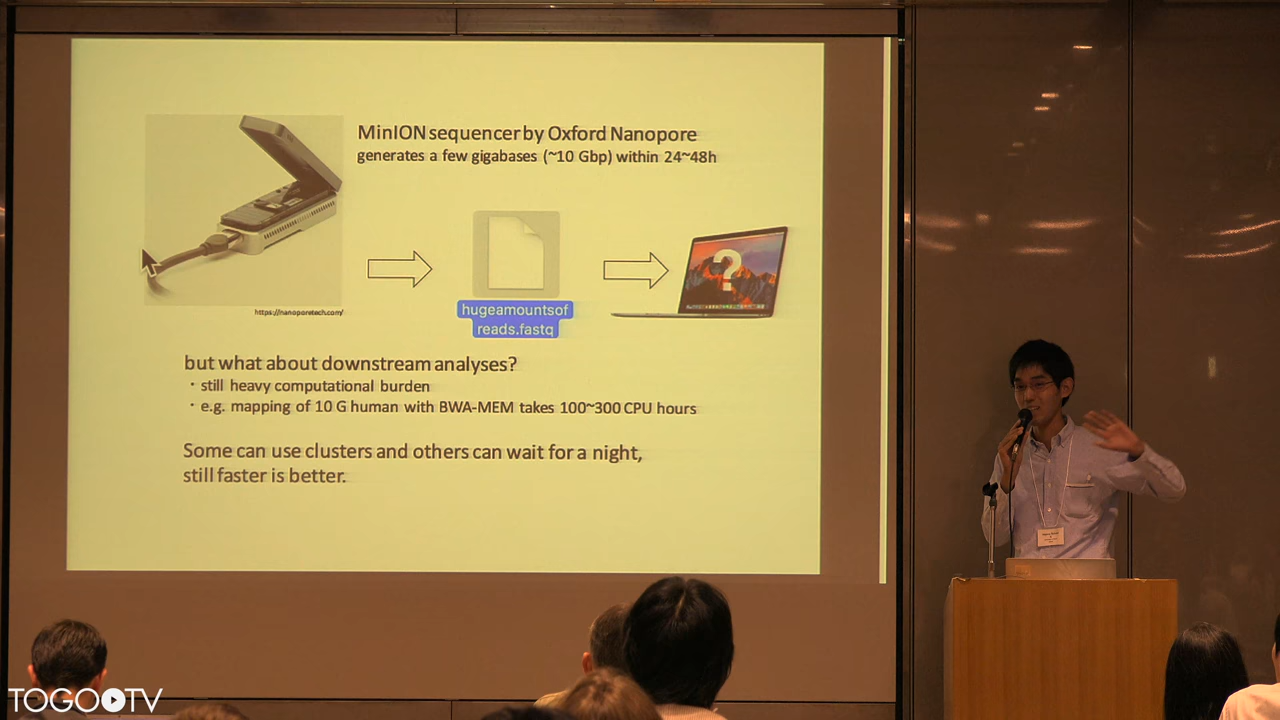 MinION sequencer by Oxford Nanopore
generates a few gigabases (~10 Gbp) within 24~48h
?
https://nanoporetech.com/
hugeamountsof
reads.fastq
but what about downstream analyses?
・still heavy computational burden
・e.g. mapping of 10 G human with BWA-MEM takes 100~300 CPU hours
Some can use clusters and others can wait for a night,
still faster is better.
TOGO TV